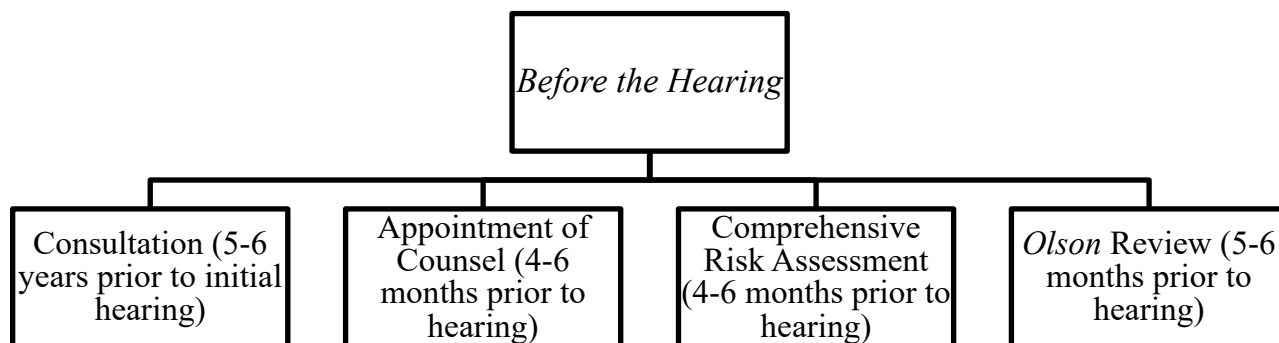 Before the Hearing
Consultation (5-6
years prior to initial
hearing)
Appointment of
Counsel (4-6
months prior to
hearing)
Comprehensive
Risk Assessment
(4-6 months prior to
hearing)
Olson Review (5-6
months prior to
hearing)